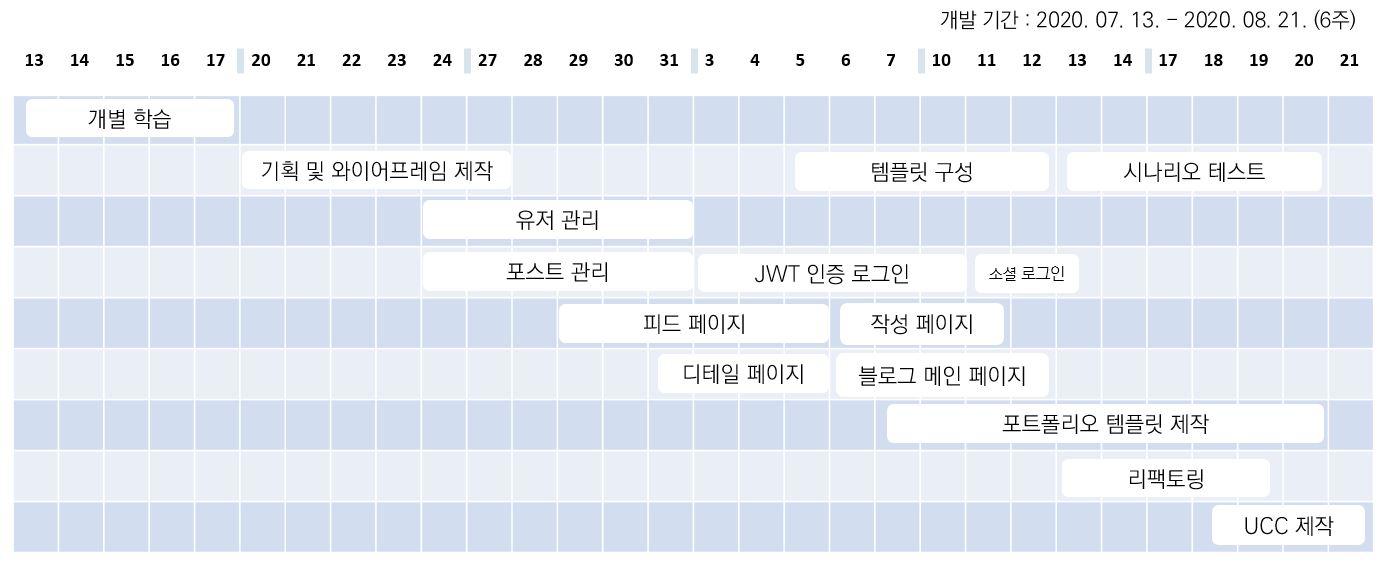 개발 기간 : 2020. 07. 13. - 2020. 08. 21. (6주)
13 14 15 16 17 20 21 22 23 24 27 28 29 30 31 3 4 5 6 7 10 11 12 13 14 17 18 19 20 21
개별 학습
기획 및 와이어프레임 제작 템플릿 구성 시나리오 테스트
유저 관리
포스트 관리 JWT 인증 로그인 소셜 로그인
피드 페이지 작성 페이지
디테일 페이지 블로그 메인 페이지
포트폴리오 템플릿 제작
리팩토링
UCC 제작